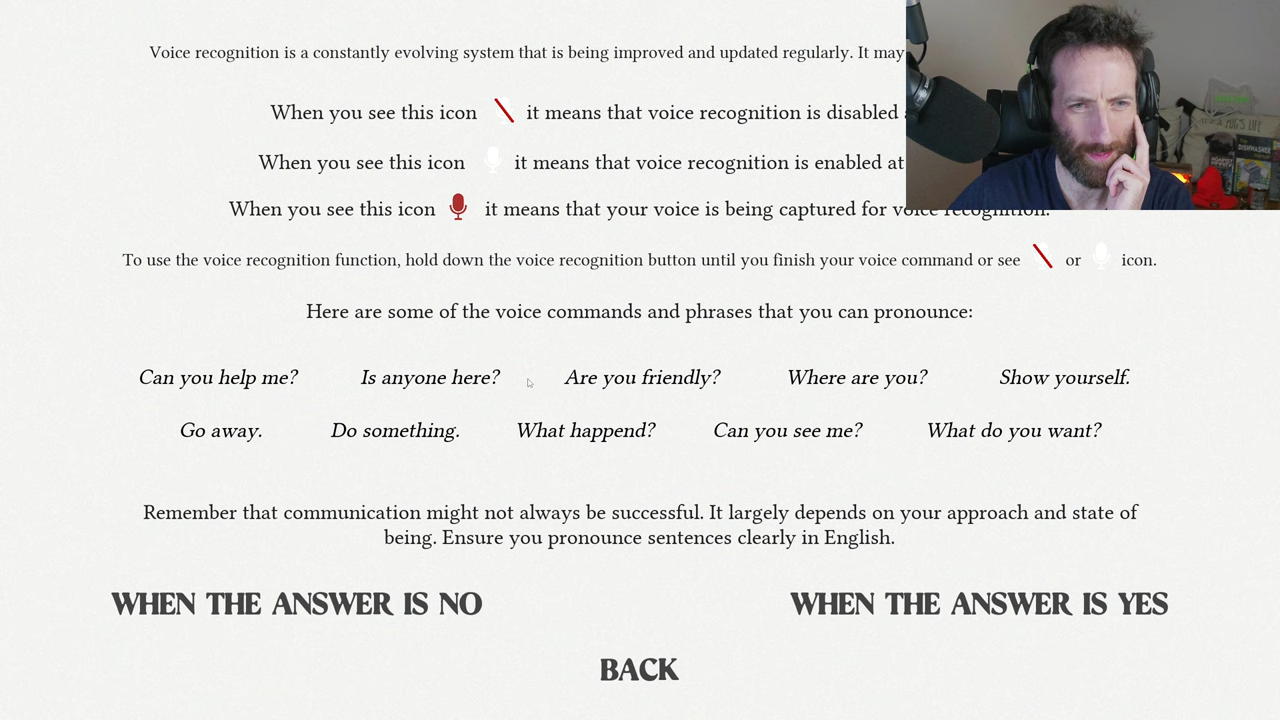 Voice recognition is a constantly evolving system that is being improved and updated regularly. It may
When you see this icon it means that voice recognition is disabled
When you see this icon it means that voice recognition is enabled at
When you see this icon it means that your voice is being captured for voice recognition.
To use the voice recognition function, hold down the voice recognition button until you finish your voice command or see or icon.
Here are some of the voice commands and phrases that you can pronounce:
Can you help me? Is anyone here? Are you friendly? Where are you? Show yourself.
Go away. Do something. What happend? Can you see me? What do you want?
Remember that communication might not always be successful. It largely depends on your approach and state of
being. Ensure you pronounce sentences clearly in English.
WHEN THE ANSWER IS NO WHEN THE ANSWER IS YES
BACK